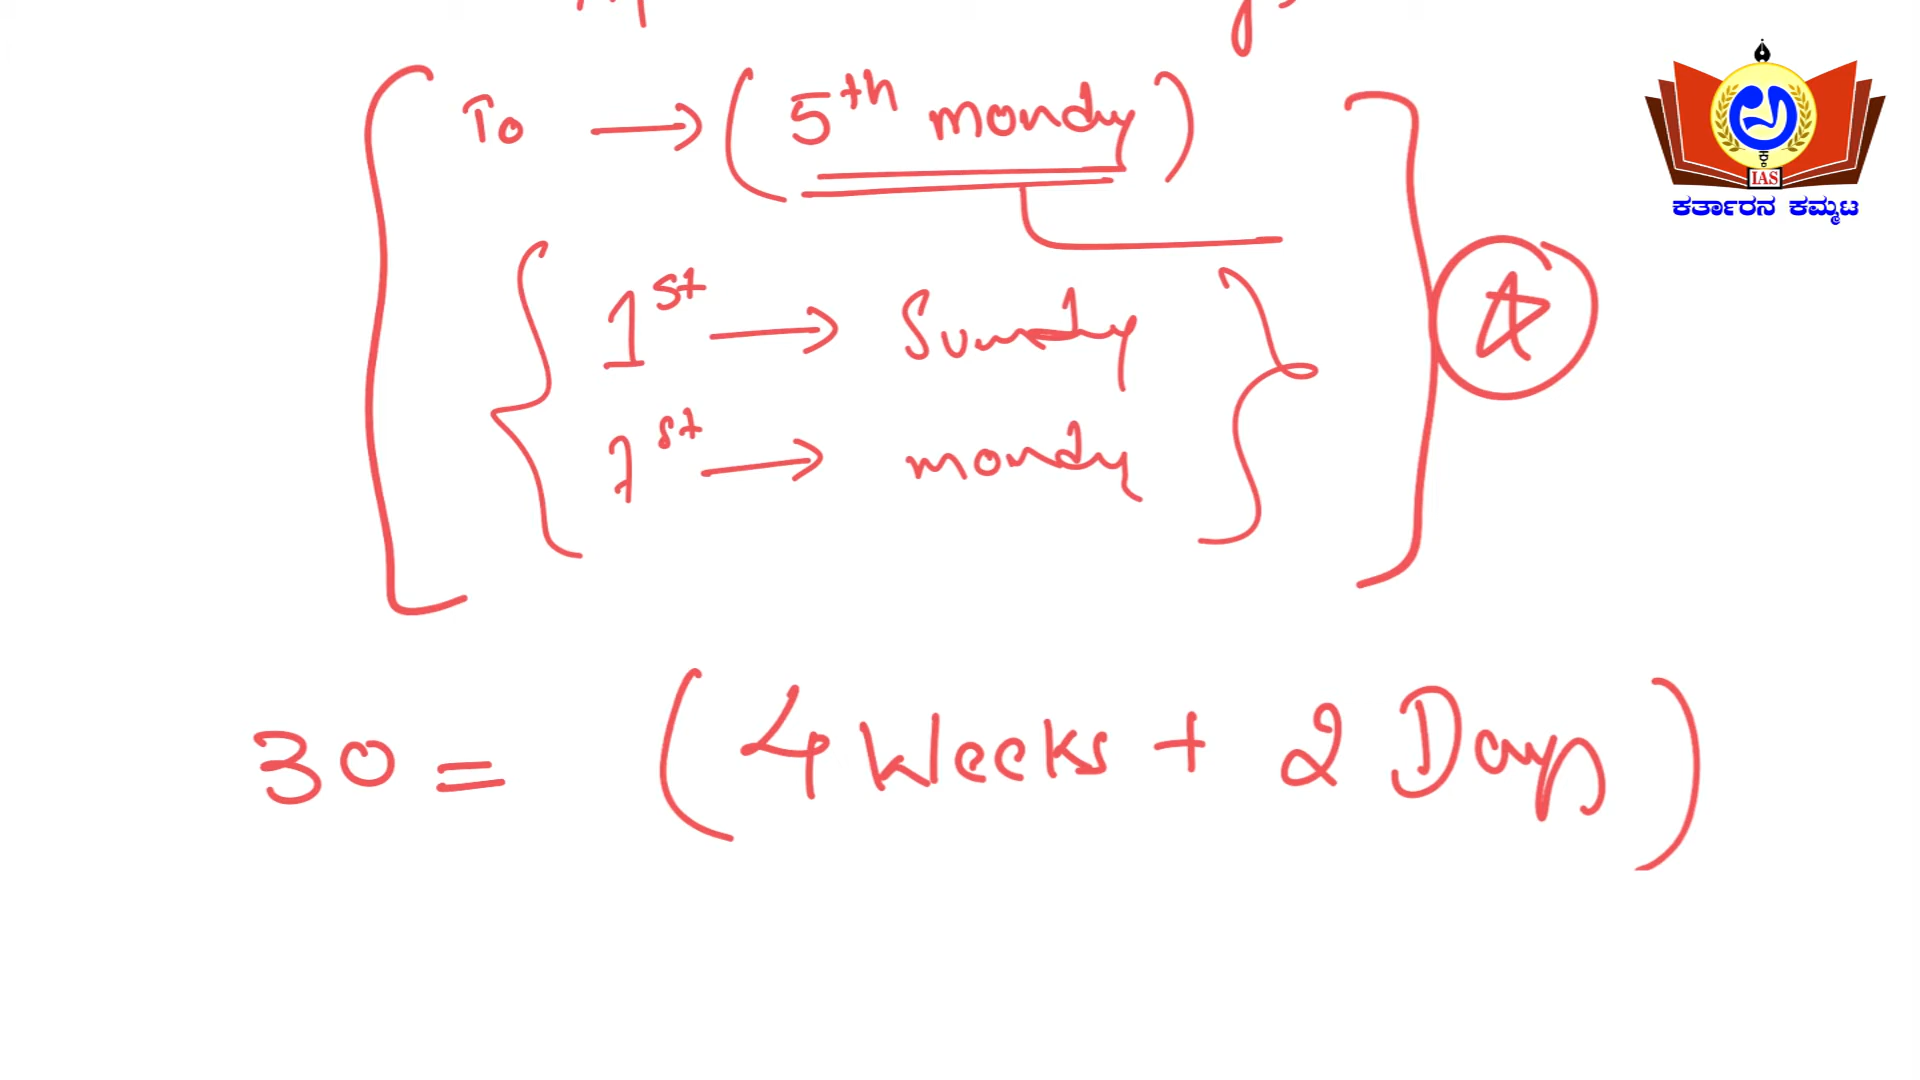 To → (5th monday)
1st → Sunday
1st → monday
30 = (4 Weeks + 2 Days)
IAS
ಕರ್ತಾರನ ಕಮ್ಮಟ